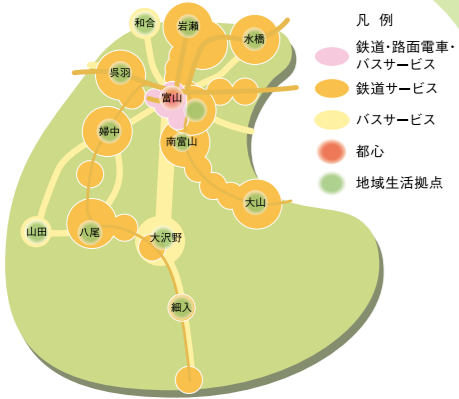 凡 例
鉄道・路面電車・
バスサービス
鉄道サービス
バスサービス
都心
地域生活拠点
和合
岩瀬
水橋
呉羽
富山
婦中
南富山
大山
山田
八尾
大沢野
細入